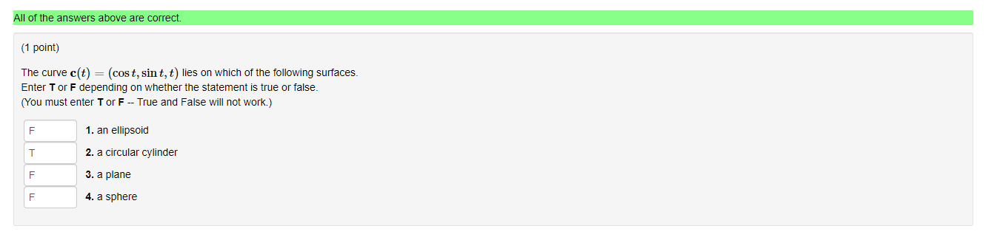 All of the answers above are correct.
(1 point)
The curve c(t) = (cos t, sin t, t) lies on which of the following surfaces.
Enter T or F depending on whether the statement is true or false.
(You must enter T or F -- True and False will not work.)
F 1. an ellipsoid
T 2. a circular cylinder
F 3. a plane
F 4. a sphere